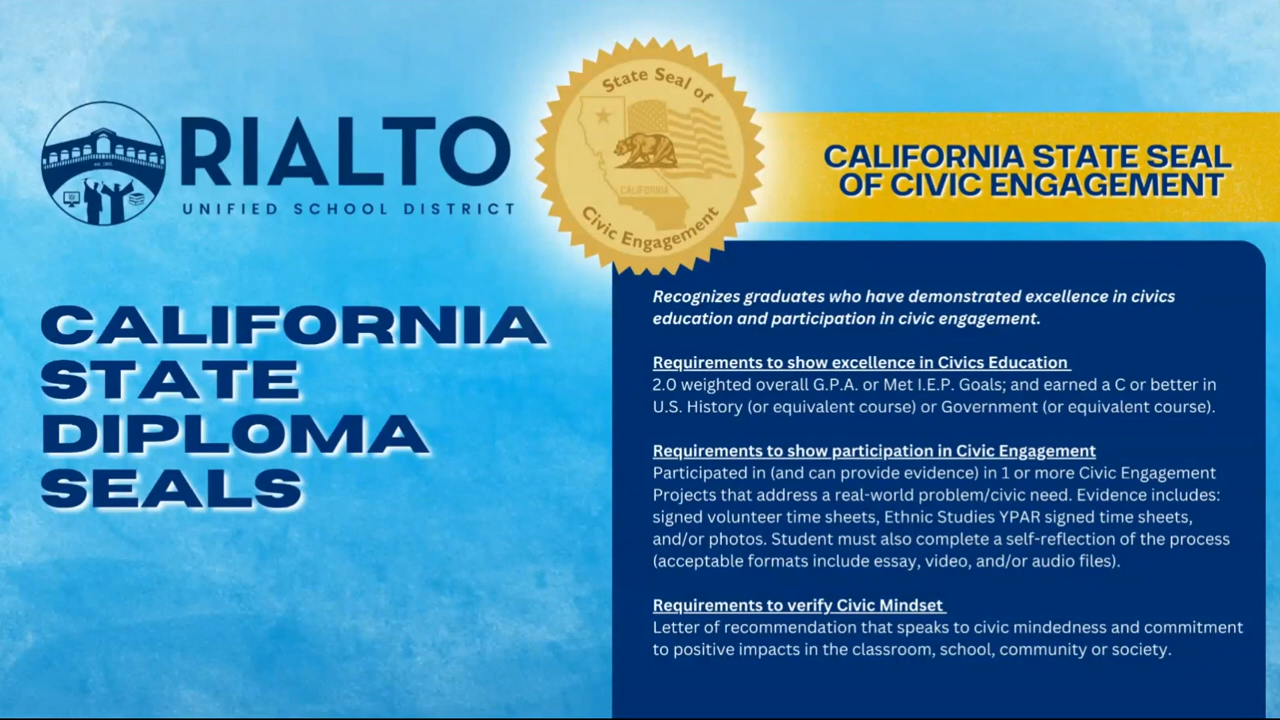 RIALTO
UNIFIED SCHOOL DISTRICT
CALIFORNIA
STATE
DIPLOMA
SEALS
State Seal of
CALIFORNIA
Civic Engagement
CALIFORNIA STATE SEAL
OF CIVIC ENGAGEMENT
Recognizes graduates who have demonstrated excellence in civics
education and participation in civic engagement.
Requirements to show excellence in Civics Education
2.0 weighted overall G.P.A. or Met I.E.P. Goals; and earned a C or better in
U.S. History (or equivalent course) or Government (or equivalent course).
Requirements to show participation in Civic Engagement
Participated in (and can provide evidence) in 1 or more Civic Engagement
Projects that address a real-world problem/civic need. Evidence includes:
signed volunteer time sheets, Ethnic Studies YPAR signed time sheets,
and/or photos. Student must also complete a self-reflection of the process
(acceptable formats include essay, video, and/or audio files).
Requirements to verify Civic Mindset
Letter of recommendation that speaks to civic mindedness and commitment
to positive impacts in the classroom, school, community or society.